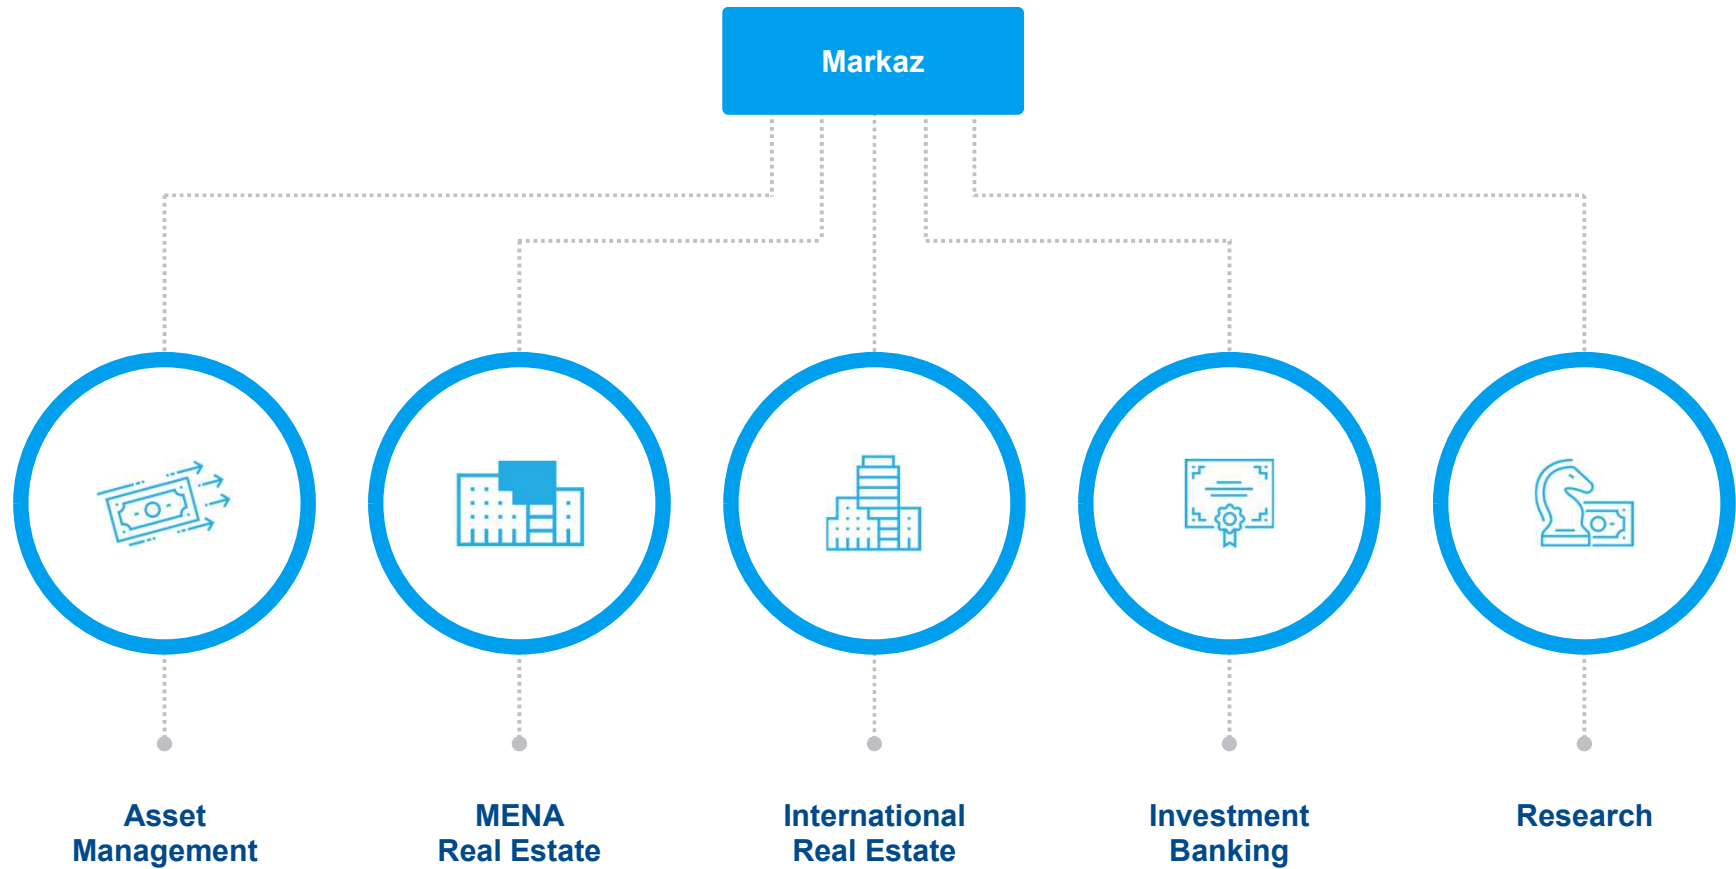 Markaz
Asset
Management
MENA
Real Estate
International
Real Estate
Investment
Banking
Research